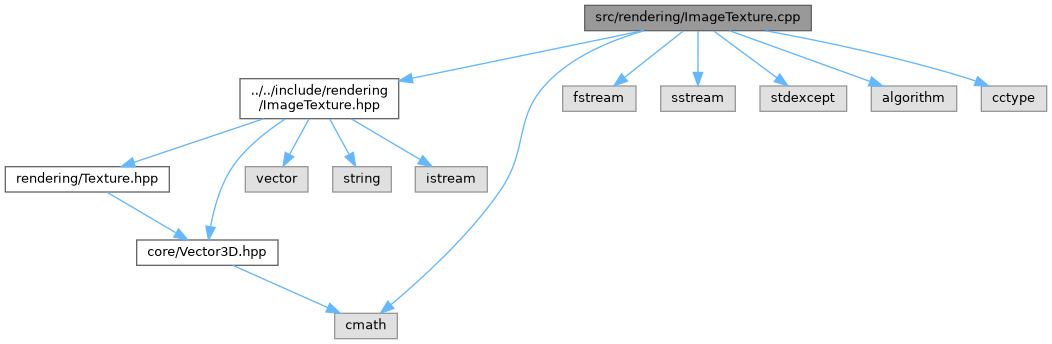 src/rendering/ImageTexture.cpp
../../include/rendering
/ImageTexture.hpp
fstream
sstream
stdexcept
algorithm
cctype
rendering/Texture.hpp
vector
string
istream
core/Vector3D.hpp
cmath